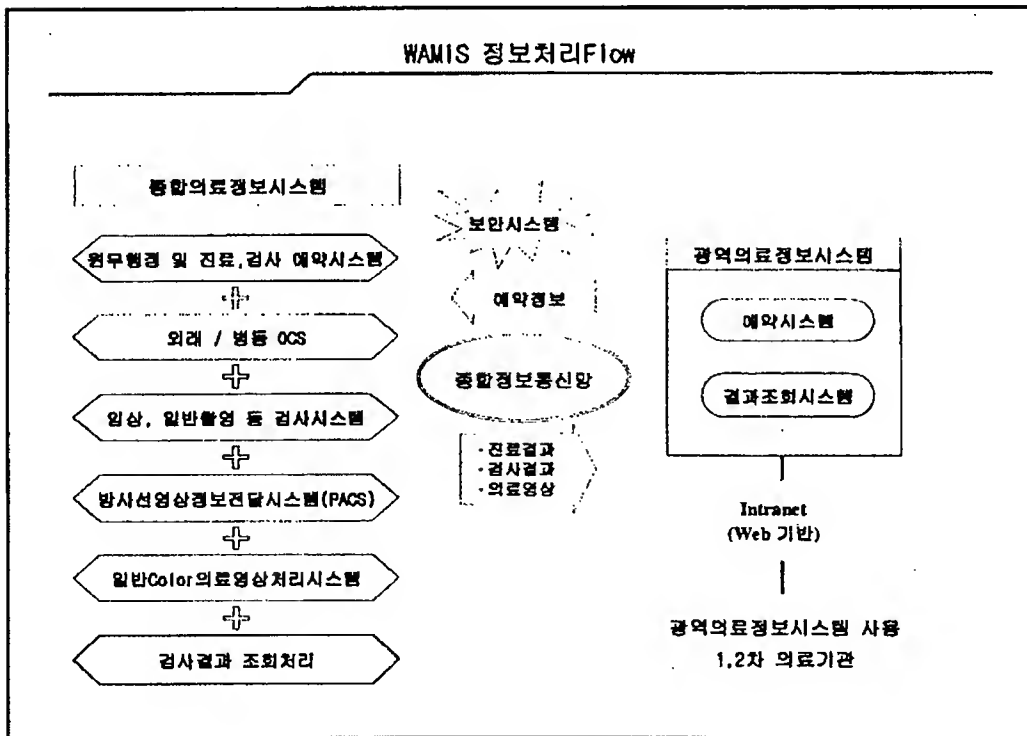 WAMIS 정보처리Flow
종합의료정보시스템
원무행정 및 진료,검사 예약시스템
외래 / 병동 OCS
임상, 일반촬영 등 검사시스템
방사선영상정보전달시스템(PACS)
일반Color의료영상처리시스템
검사결과 조회처리
보안시스템
예약정보
종합정보통신망
·진료결과
·검사결과
·의료영상
광역의료정보시스템
예약시스템
결과조회시스템
Intranet
(Web 기반)
광역의료정보시스템 사용
1,2차 의료기관